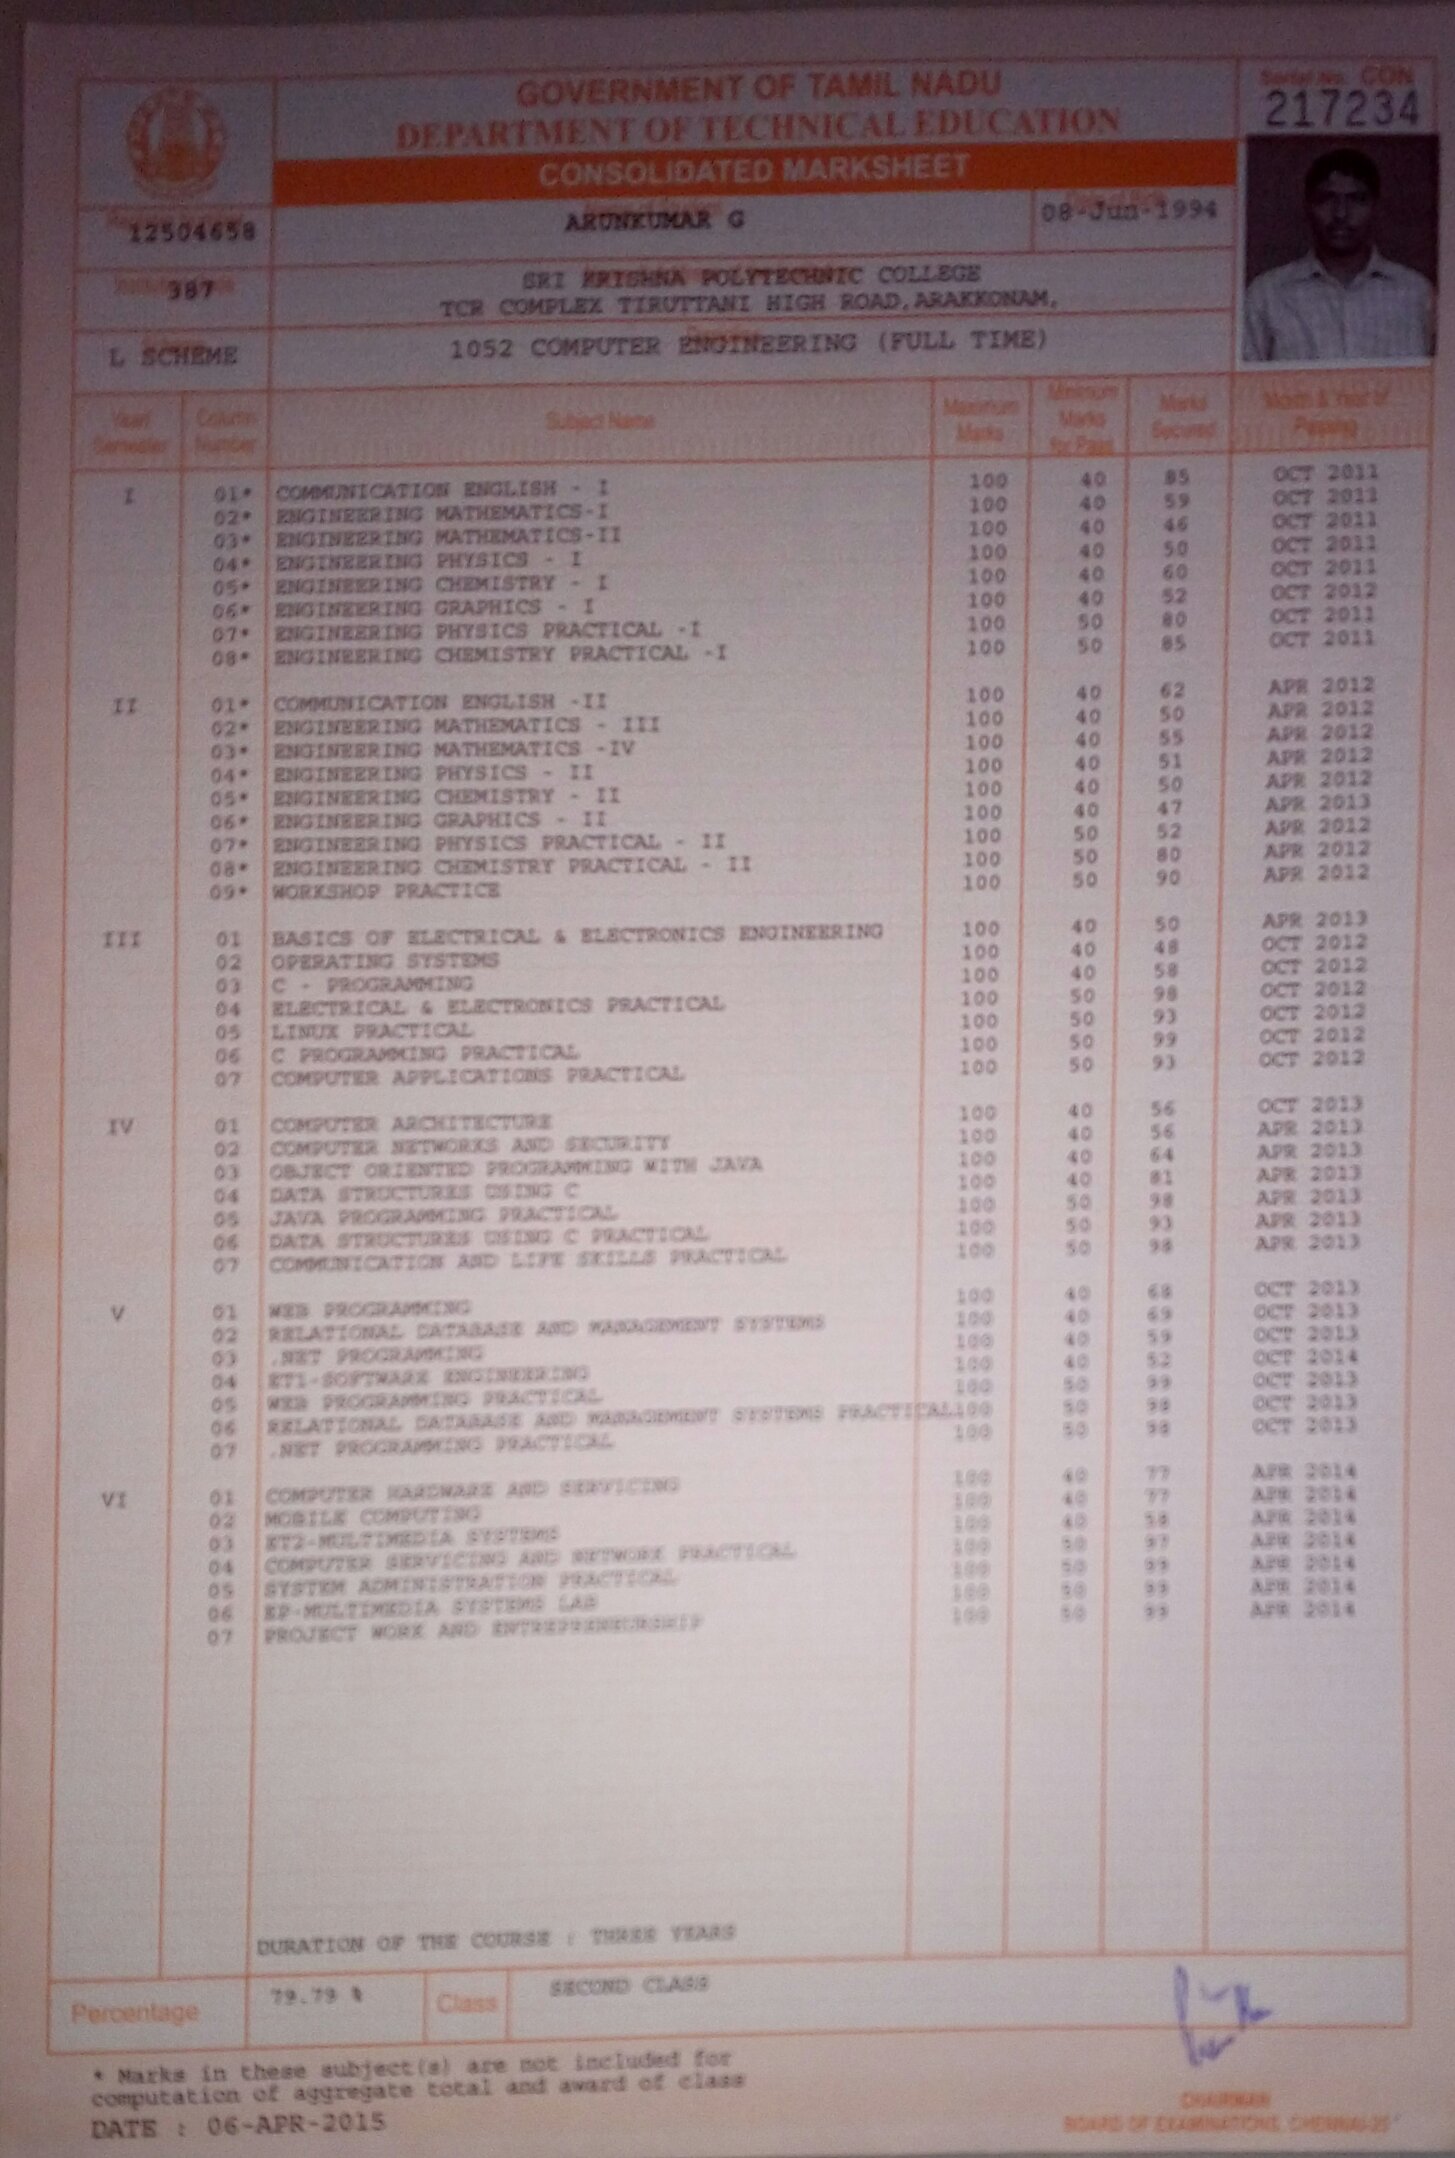 GOVERNMENT OF TAMIL NADU
DEPARTMENT OF TECHNICAL EDUCATION
CONSOLIDATED MARKSHEET
Serial No. CON
217234
12504658
ARUNKUMAR G
08-Jun-1994
387
SRI KRISHNA POLYTECHNIC COLLEGE
TCR COMPLEX TIRUTTANI HIGH ROAD,ARAKKONAM,
L SCHEME
1052 COMPUTER ENGINEERING (FULL TIME)
Year/ Semester Column Number Subject Name Maximum Marks Minimum Marks for Pass Marks Secured Month & Year of Passing
I 01* COMMUNICATION ENGLISH - I 100 40 85 OCT 2011
02* ENGINEERING MATHEMATICS-I 100 40 59 OCT 2011
03* ENGINEERING MATHEMATICS-II 100 40 46 OCT 2011
04* ENGINEERING PHYSICS - I 100 40 50 OCT 2011
05* ENGINEERING CHEMISTRY - I 100 40 60 OCT 2011
06* ENGINEERING GRAPHICS - I 100 40 52 OCT 2012
07* ENGINEERING PHYSICS PRACTICAL -I 100 50 80 OCT 2011
08* ENGINEERING CHEMISTRY PRACTICAL -I 100 50 85 OCT 2011
II 01* COMMUNICATION ENGLISH -II 100 40 62 APR 2012
02* ENGINEERING MATHEMATICS - III 100 40 50 APR 2012
03* ENGINEERING MATHEMATICS -IV 100 40 55 APR 2012
04* ENGINEERING PHYSICS - II 100 40 51 APR 2012
05* ENGINEERING CHEMISTRY - II 100 40 50 APR 2012
06* ENGINEERING GRAPHICS - II 100 40 47 APR 2013
07* ENGINEERING PHYSICS PRACTICAL - II 100 50 52 APR 2012
08* ENGINEERING CHEMISTRY PRACTICAL - II 100 50 80 APR 2012
09* WORKSHOP PRACTICE 100 50 90 APR 2012
III 01 BASICS OF ELECTRICAL & ELECTRONICS ENGINEERING 100 40 50 APR 2013
02 OPERATING SYSTEMS 100 40 48 OCT 2012
03 C - PROGRAMMING 100 40 58 OCT 2012
04 ELECTRICAL & ELECTRONICS PRACTICAL 100 50 98 OCT 2012
05 LINUX PRACTICAL 100 50 93 OCT 2012
06 C PROGRAMMING PRACTICAL 100 50 99 OCT 2012
07 COMPUTER APPLICATIONS PRACTICAL 100 50 93 OCT 2012
IV 01 COMPUTER ARCHITECTURE 100 40 56 OCT 2013
02 COMPUTER NETWORKS AND SECURITY 100 40 56 APR 2013
03 OBJECT ORIENTED PROGRAMMING WITH JAVA 100 40 64 APR 2013
04 DATA STRUCTURES USING C 100 40 81 APR 2013
05 JAVA PROGRAMMING PRACTICAL 100 50 98 APR 2013
06 DATA STRUCTURES USING C PRACTICAL 100 50 93 APR 2013
07 COMMUNICATION AND LIFE SKILLS PRACTICAL 100 50 98 APR 2013
V 01 WEB PROGRAMMING 100 40 68 OCT 2013
02 RELATIONAL DATABASE AND MANAGEMENT SYSTEMS 100 40 69 OCT 2013
03 .NET PROGRAMMING 100 40 59 OCT 2013
04 ET1-SOFTWARE ENGINEERING 100 40 52 OCT 2014
05 WEB PROGRAMMING PRACTICAL 100 50 99 OCT 2013
06 RELATIONAL DATABASE AND MANAGEMENT SYSTEMS PRACTICAL100 50 98 OCT 2013
07 .NET PROGRAMMING PRACTICAL 100 50 98 OCT 2013
VI 01 COMPUTER HARDWARE AND SERVICING 100 40 77 APR 2014
02 MOBILE COMPUTING 100 40 77 APR 2014
03 ET2-MULTIMEDIA SYSTEMS 100 40 58 APR 2014
04 COMPUTER SERVICING AND NETWORK PRACTICAL 100 50 97 APR 2014
05 SYSTEM ADMINISTRATION PRACTICAL 100 50 99 APR 2014
06 EP-MULTIMEDIA SYSTEMS LAB 100 50 99 APR 2014
07 PROJECT WORK AND ENTREPRENEURSHIP 100 50 99 APR 2014
DURATION OF THE COURSE : THREE YEARS
Percentage 79.79 % Class SECOND CLASS
* Marks in these subject(s) are not included for
computation of aggregate total and award of class
DATE : 06-APR-2015
CHAIRMAN
BOARD OF EXAMINATIONS, CHENNAI-25